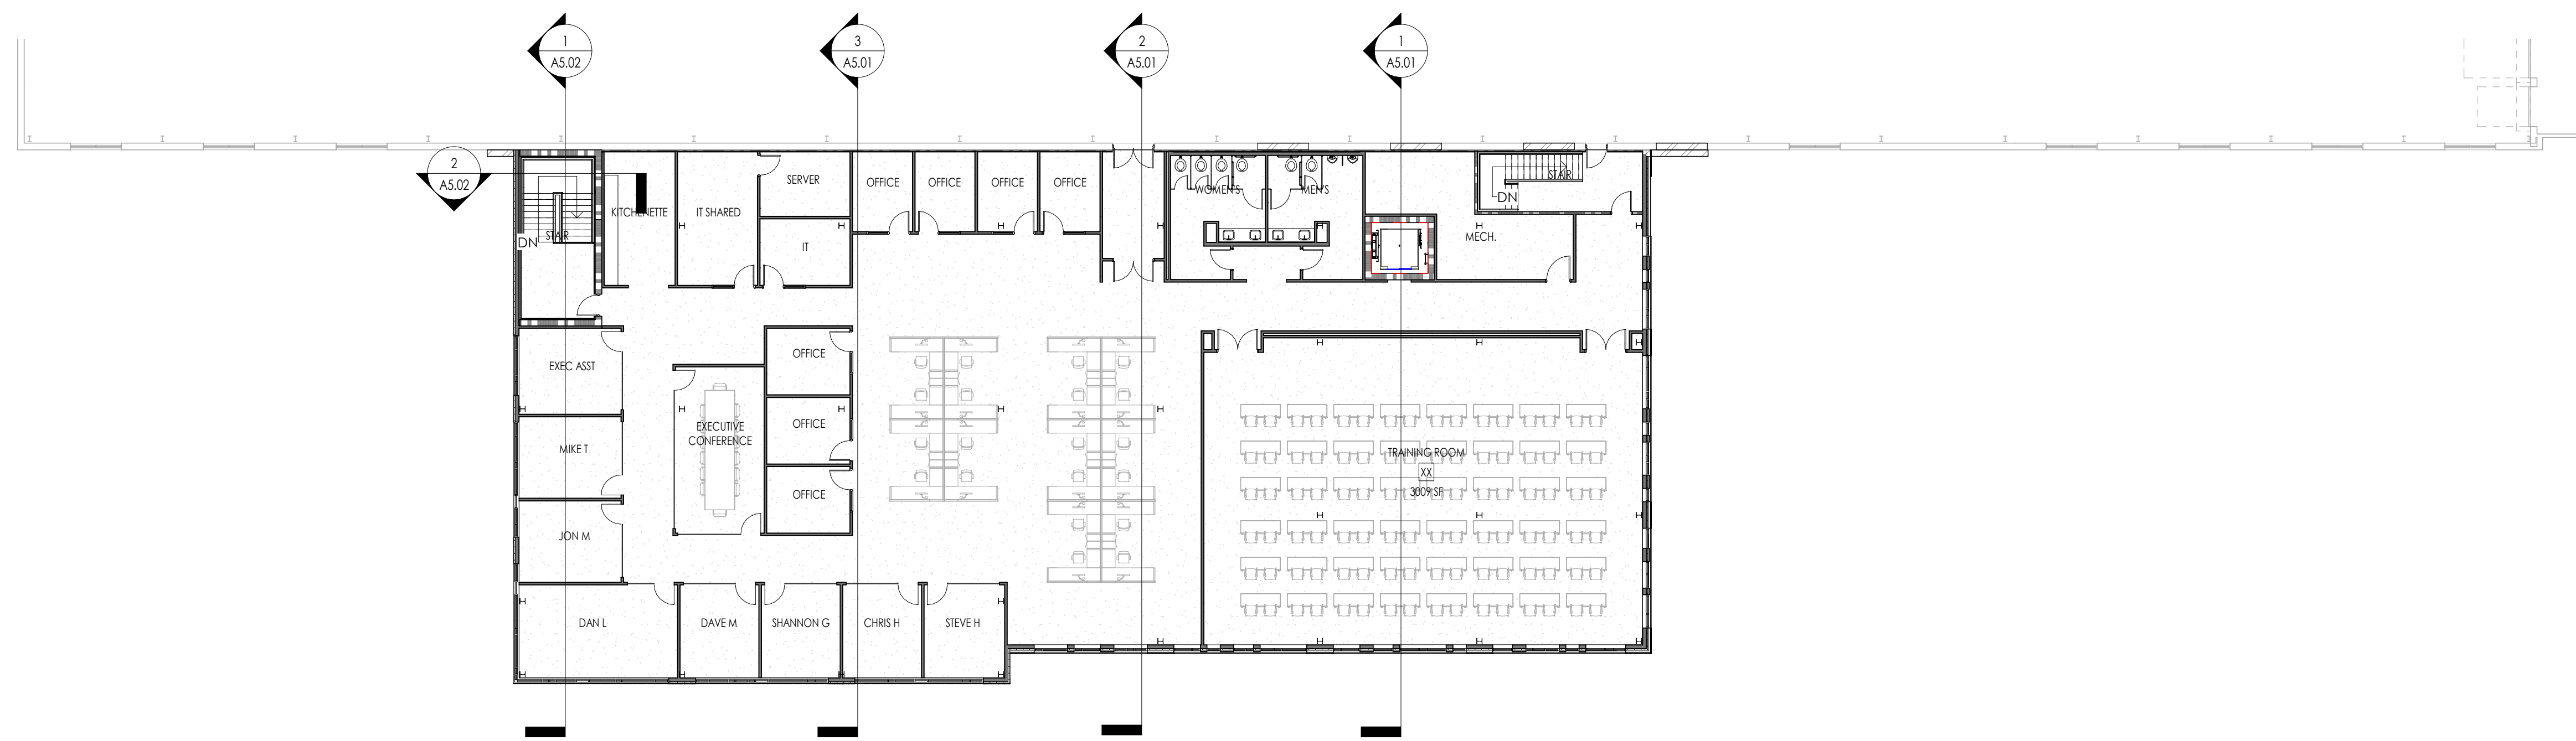 1
A5.02
3
A5.01
2
A5.01
1
A5.01
2
A5.02
KITCHENETTE
IT SHARED
SERVER
IT
OFFICE
OFFICE
OFFICE
OFFICE
WOMEN'S
MEN'S
STAIR
DN
STAIR
DN
MECH.
EXEC ASST
OFFICE
MIKE T
EXECUTIVE
CONFERENCE
OFFICE
OFFICE
JON M
TRAINING ROOM
XX
3009 SF
DAN L
DAVE M
SHANNON G
CHRIS H
STEVE H